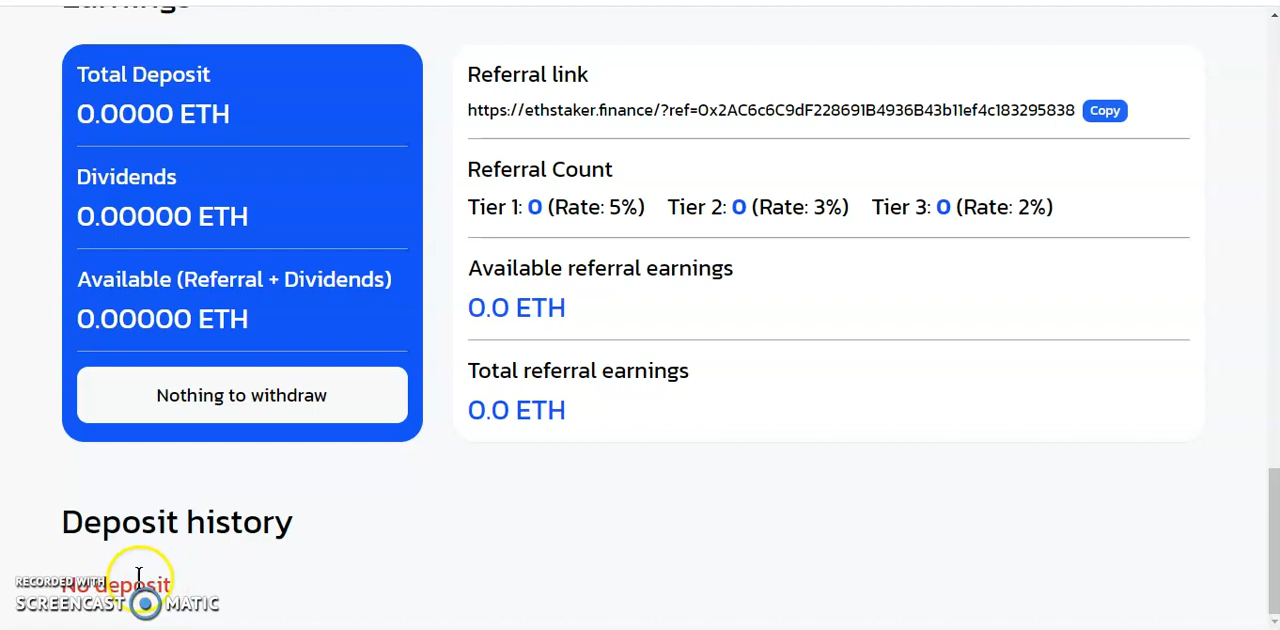 Earnings
Total Deposit
0.0000 ETH
Dividends
0.00000 ETH
Available (Referral + Dividends)
0.00000 ETH
Nothing to withdraw
Referral link
https://ethstaker.finance/?ref=0x2AC6c6C9dF228691B4936B43b11ef4c183295838 Copy
Referral Count
Tier 1: 0 (Rate: 5%) Tier 2: 0 (Rate: 3%) Tier 3: 0 (Rate: 2%)
Available referral earnings
0.0 ETH
Total referral earnings
0.0 ETH
Deposit history
No deposit
RECORDED WITH
SCREENCAST MATIC